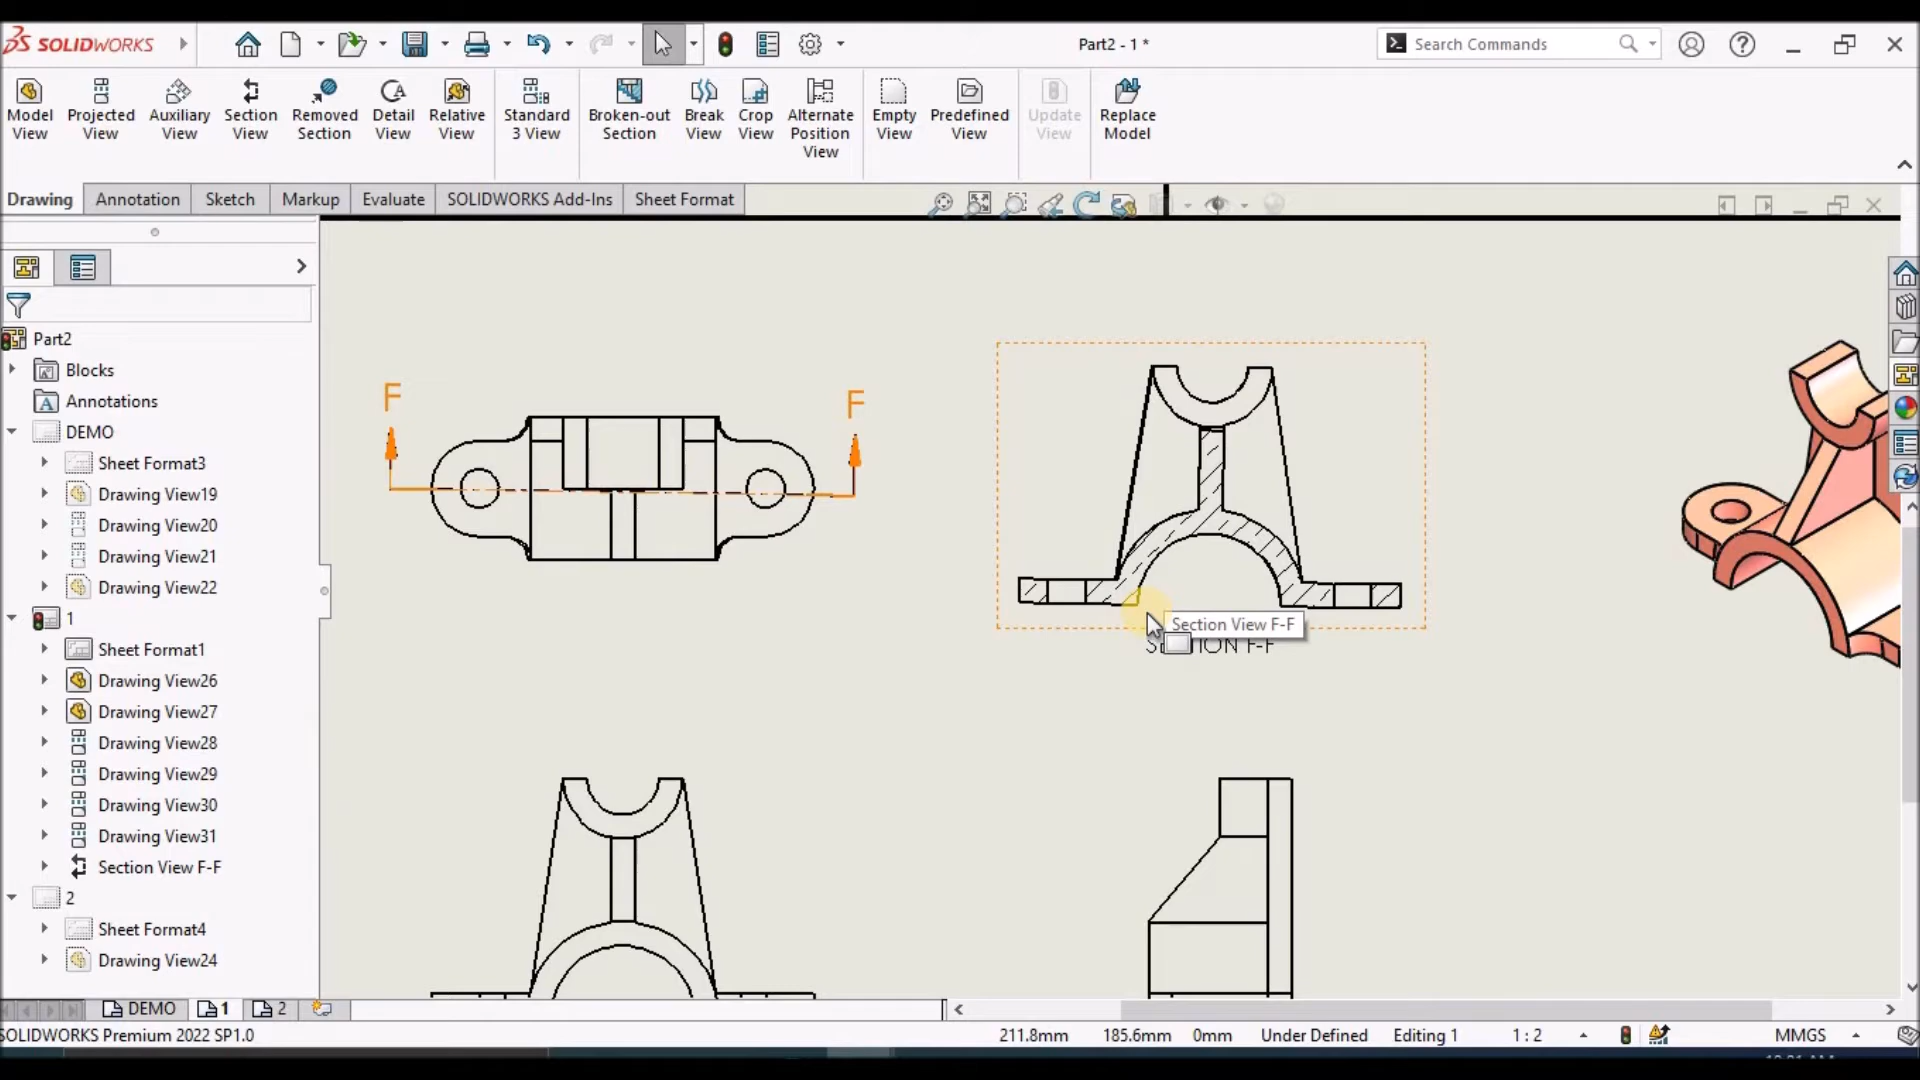 SOLIDWORKS
Part2 - 1 *
Search Commands
Model View
Projected View
Auxiliary View
Section View
Removed Section
Detail View
Relative View
Standard 3 View
Broken-out Section
Break View
Crop View
Alternate Position View
Empty View
Predefined View
Update View
Replace Model
Drawing
Annotation
Sketch
Markup
Evaluate
SOLIDWORKS Add-Ins
Sheet Format
Part2
Blocks
Annotations
DEMO
Sheet Format3
Drawing View19
Drawing View20
Drawing View21
Drawing View22
1
Sheet Format1
Drawing View26
Drawing View27
Drawing View28
Drawing View29
Drawing View30
Drawing View31
Section View F-F
2
Sheet Format4
Drawing View24
F
F
Section View F-F
SECTION F-F
DEMO
1
2
SOLIDWORKS Premium 2022 SP1.0
211.8mm
185.6mm
0mm
Under Defined
Editing 1
1 : 2
MMGS